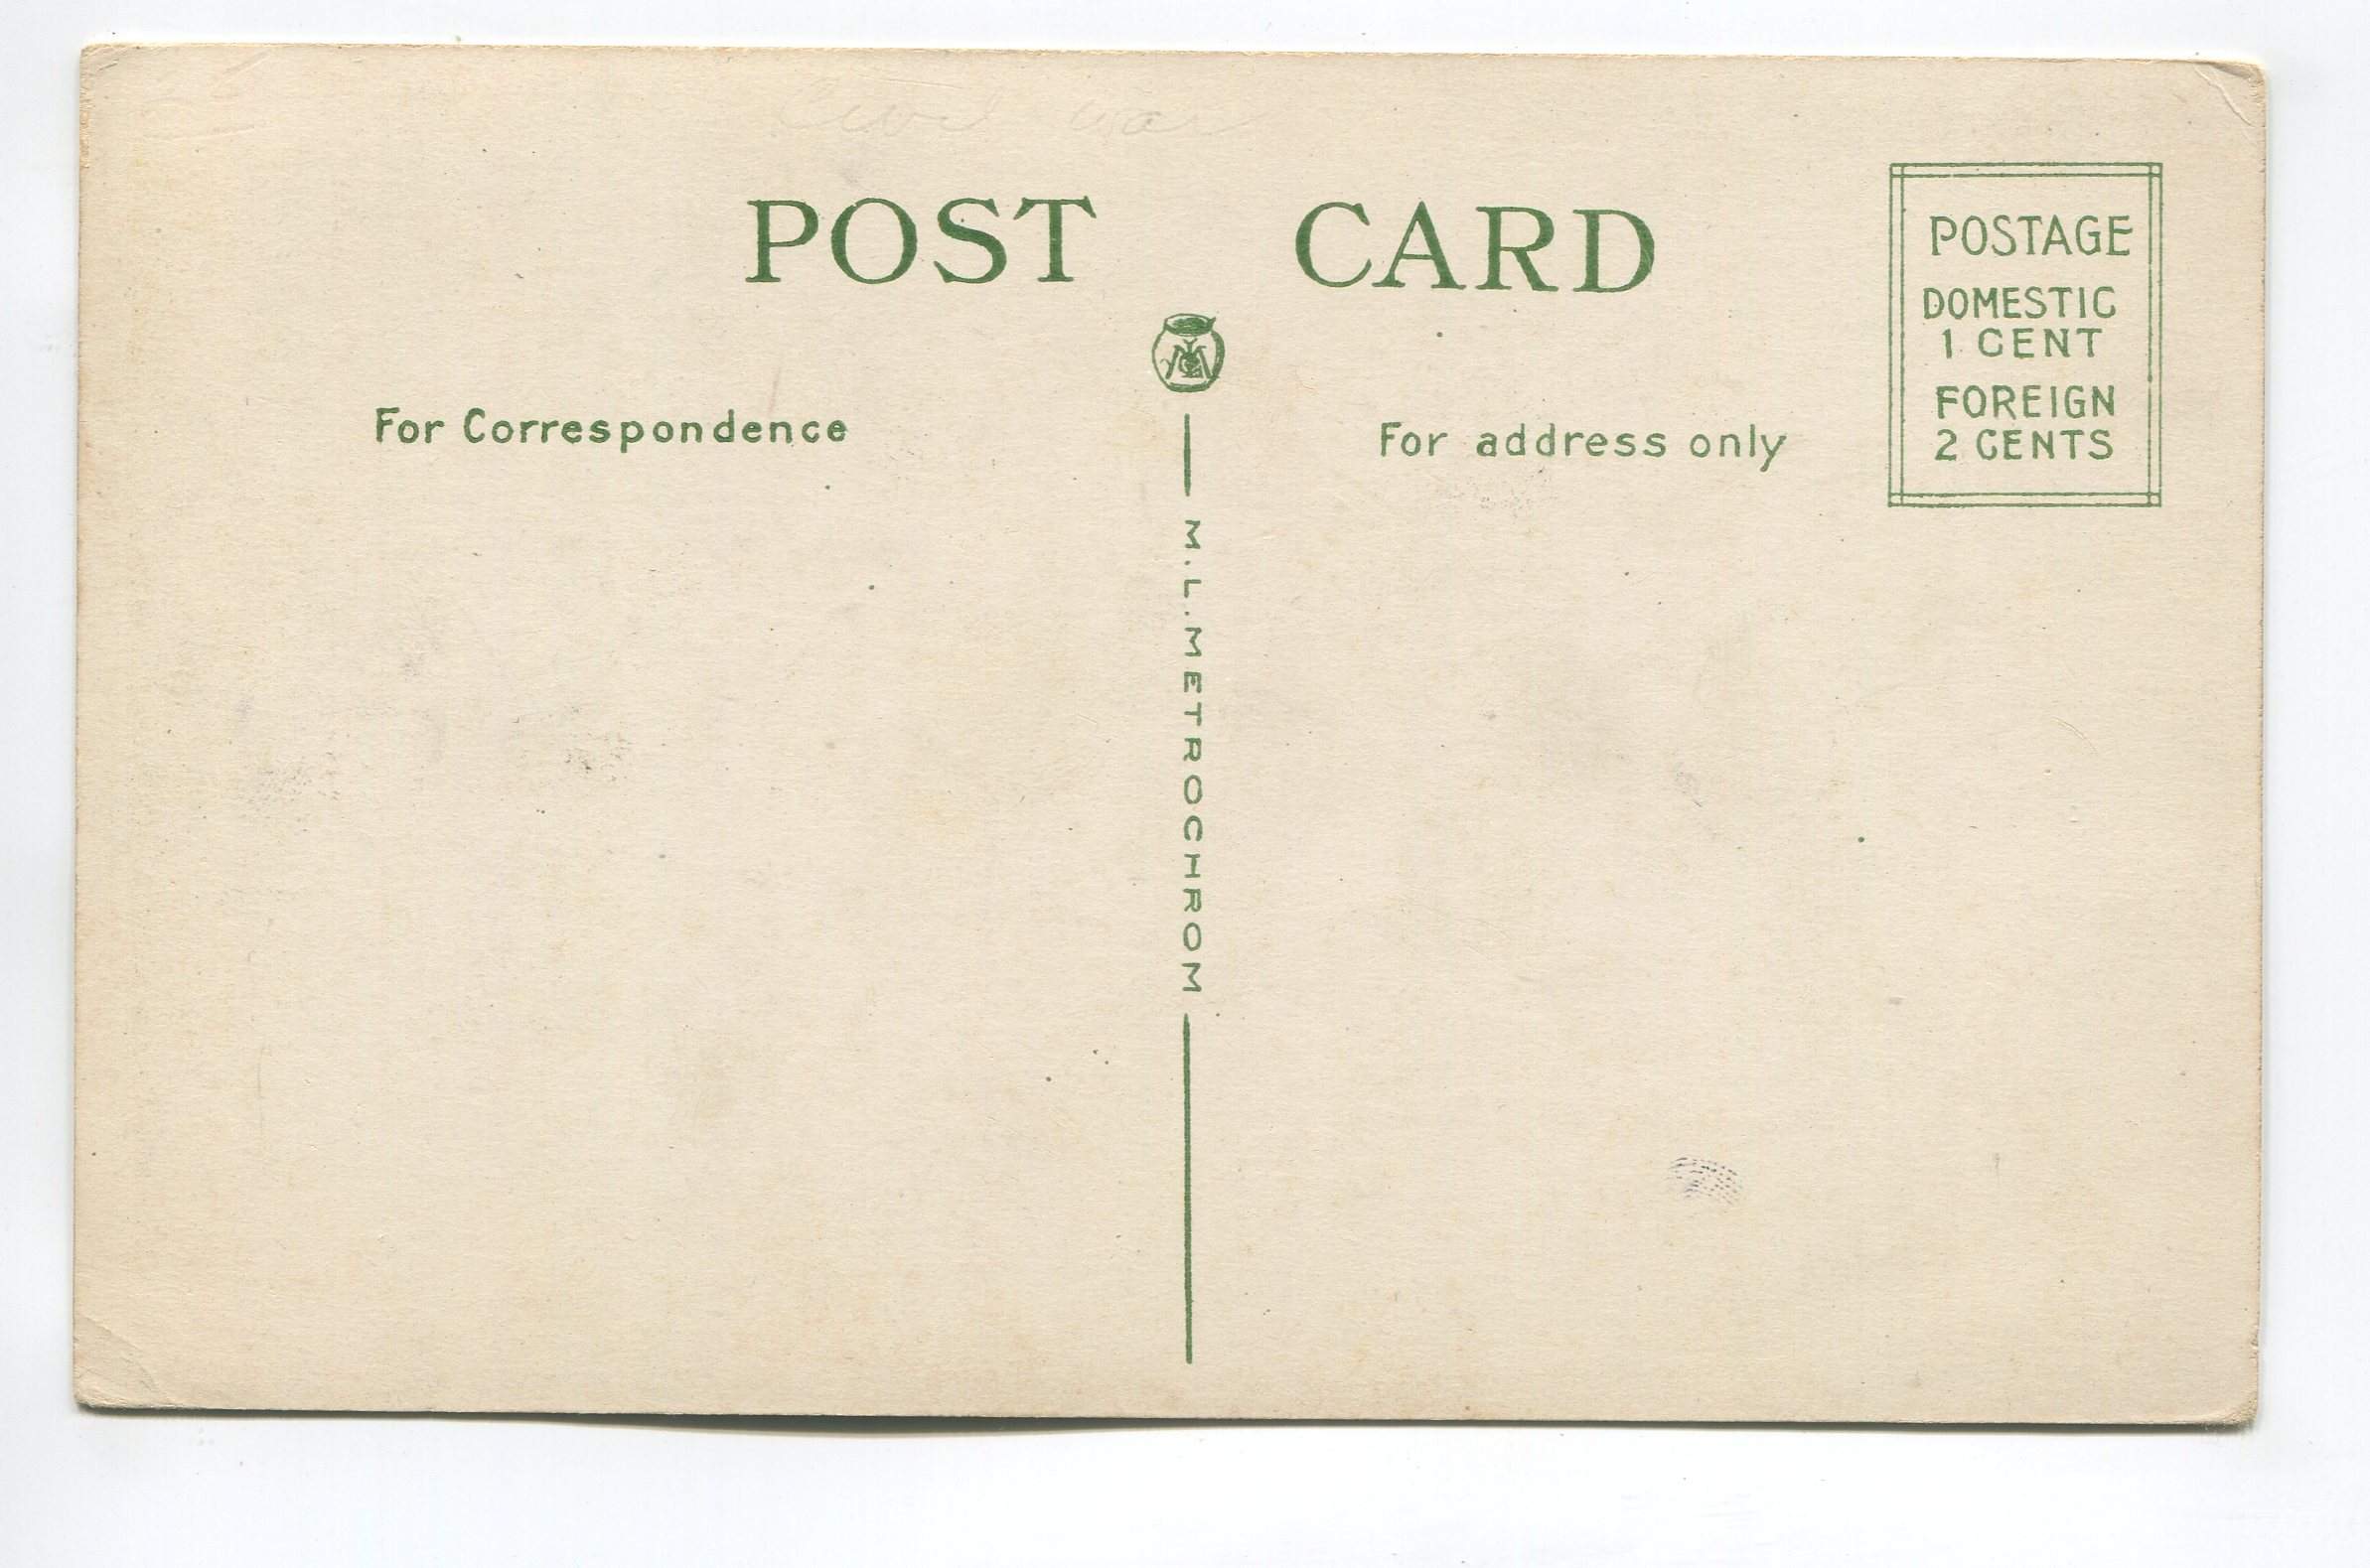 Civil War
POST CARD
POSTAGE
DOMESTIC
1 CENT
FOREIGN
2 CENTS
For Correspondence
For address only
M.L.METROCHROM